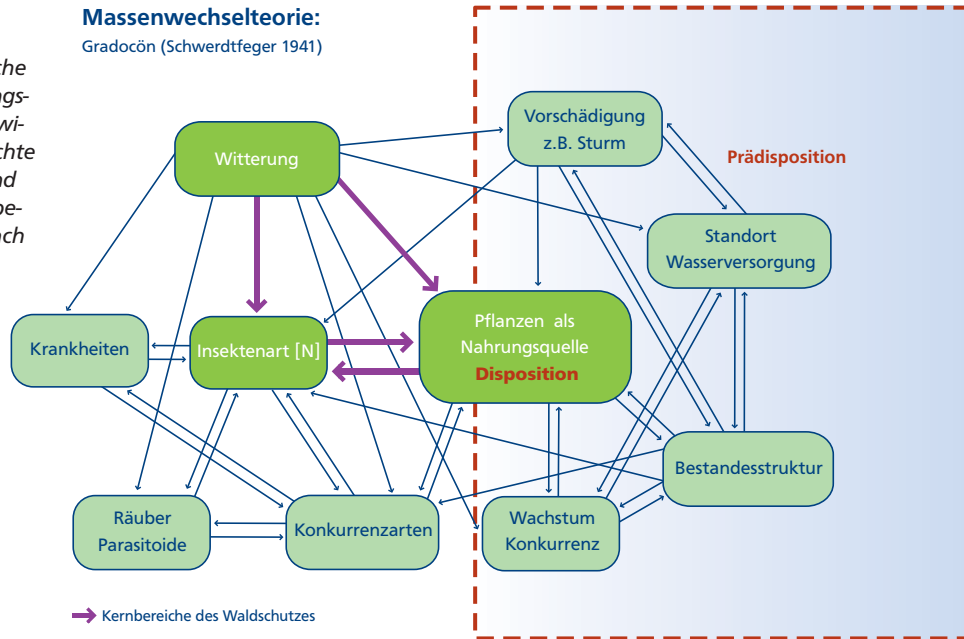 Massenwechselteorie:
Gradocön (Schwerdtfeger 1941)
che
ngs-
wi-
chte
nd
be-
ach
Vorschädigung
z.B. Sturm
Prädisposition
Witterung
Standort
Wasserversorgung
Krankheiten
Insektenart [N]
Pflanzen als
Nahrungsquelle
Disposition
Bestandesstruktur
Räuber
Parasitoide
Konkurrenzarten
Wachstum
Konkurrenz
Kernbereiche des Waldschutzes